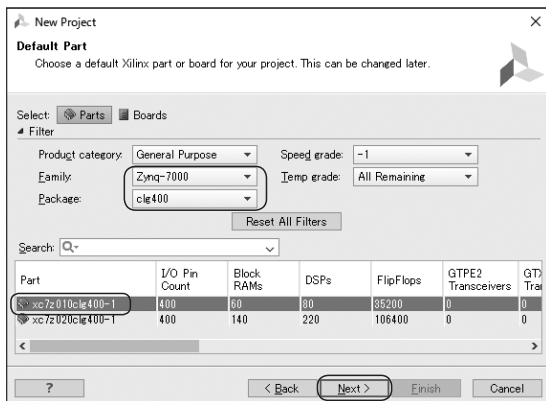 New Project
Default Part
Choose a default Xilinx part or board for your project. This can be changed later.
Select: Parts Boards
Filter
Product category: General Purpose Speed grade: -1
Family: Zynq-7000 Temp grade: All Remaining
Package: clg400
Reset All Filters
Search: Q-
Part I/O Pin Count Block RAMs DSPs FlipFlops GTPE2 Transceivers GTX Tran
xc7z010clg400-1 400 60 80 35200 0 0
xc7z020clg400-1 400 140 220 106400 0 0
? < Back Next > Finish Cancel